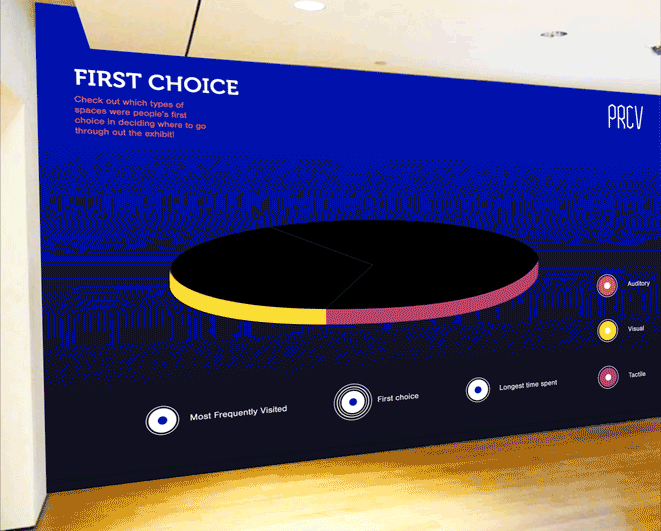 FIRST CHOICE
Check out which types of
spaces were people's first
choice in deciding where to go
through out the exhibit!
PRCV
Auditory
Visual
Tactile
Most Frequently Visited
First choice
Longest time spent